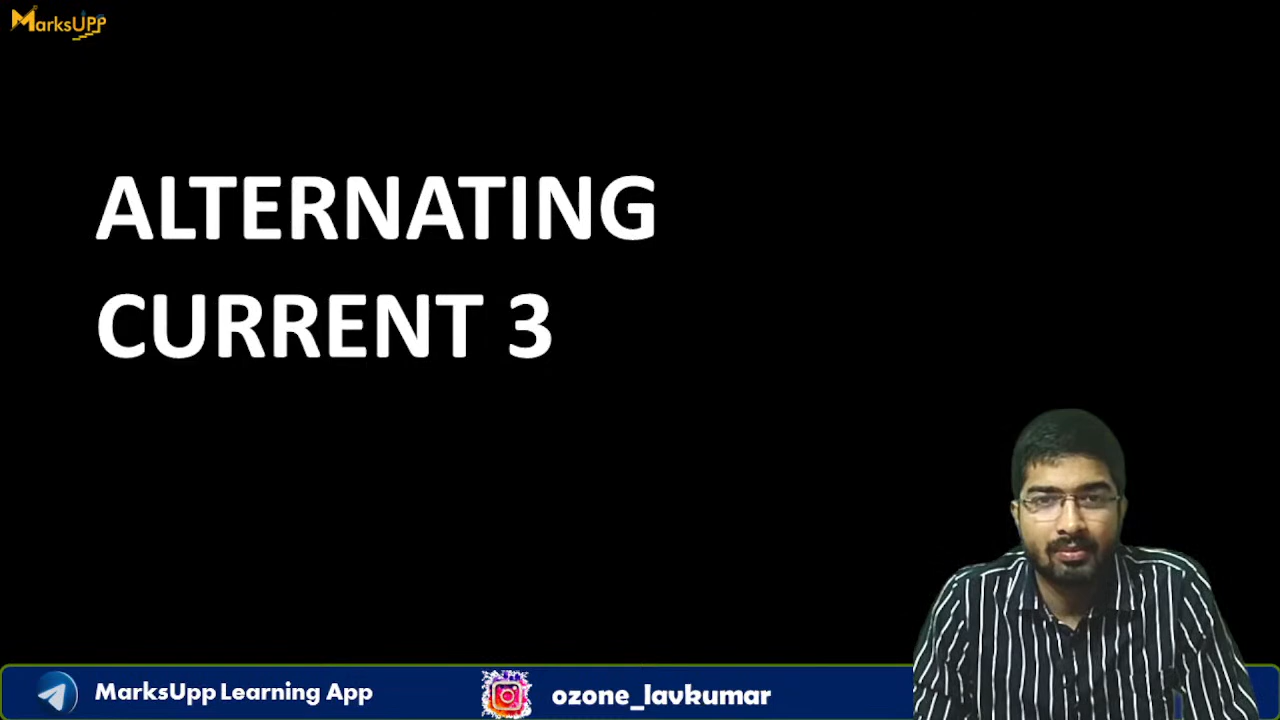 MarksUPP
ALTERNATING
CURRENT 3
MarksUpp Learning App
ozone_lavkumar